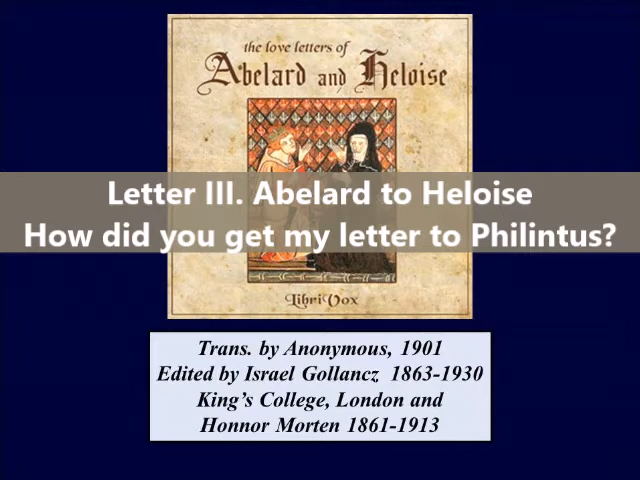 the love letters of
Abelard and Heloise
Letter III. Abelard to Heloise
How did you get my letter to Philintus?
LibriVox
Trans. by Anonymous, 1901
Edited by Israel Gollancz 1863-1930
King's College, London and
Honnor Morten 1861-1913